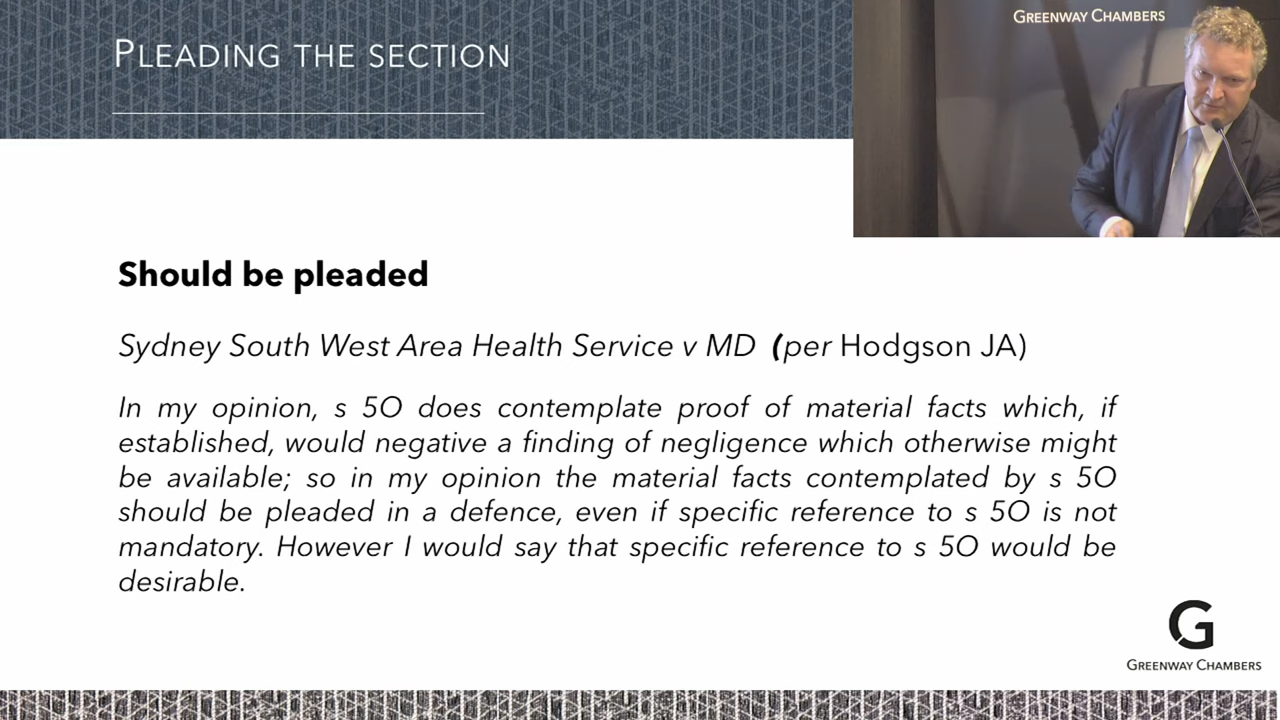 PLEADING THE SECTION
GREENWAY CHAMBERS
Should be pleaded
Sydney South West Area Health Service v MD (per Hodgson JA)
In my opinion, s 5O does contemplate proof of material facts which, if
established, would negative a finding of negligence which otherwise might
be available; so in my opinion the material facts contemplated by s 5O
should be pleaded in a defence, even if specific reference to s 5O is not
mandatory. However I would say that specific reference to s 5O would be
desirable.
G
GREENWAY CHAMBERS